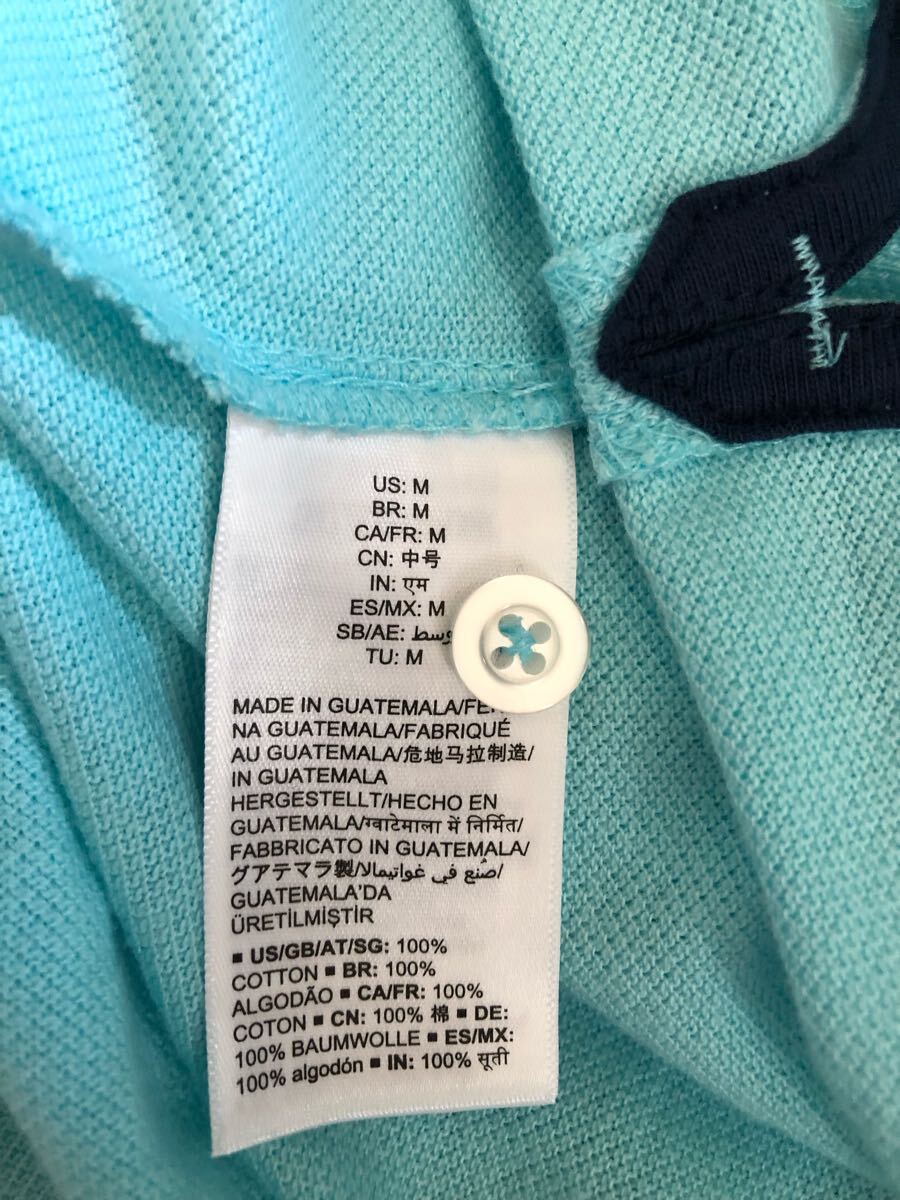 US: M
BR: M
CA/FR: M
CN: 中号
IN: एम
ES/MX: M
SB/AE:
TU: M
MADE IN GUATEMALA/
NA GUATEMALA/FABRIQUÉ
AU GUATEMALA/危地马拉制造/
IN GUATEMALA
HERGESTELLT/HECHO EN
GUATEMALA/ग्वाटेमाला में निर्मित/
FABBRICATO IN GUATEMALA/
グアテマラ製/صُنع في غواتيمالا/
GUATEMALA'DA
ÜRETİLMİŞTİR
■ US/GB/AT/SG: 100%
COTTON ■ BR: 100%
ALGODÃO ■ CA/FR: 100%
COTON ■ CN: 100% 棉 ■ DE:
100% BAUMWOLLE ■ ES/MX:
100% algodón ■ IN: 100% सूती